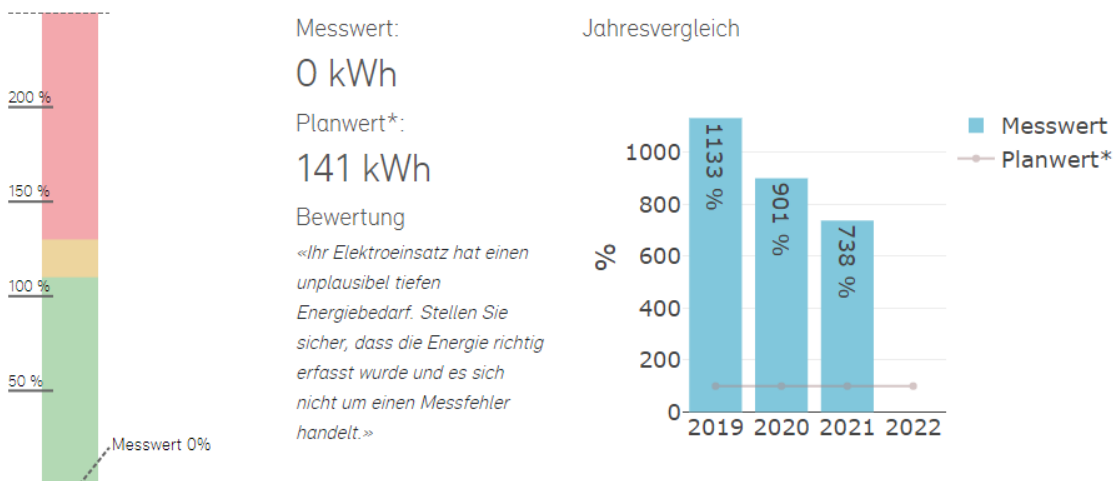 200 %
150 %
100 %
50 %
Messwert 0%
Messwert:
0 kWh
Planwert*:
141 kWh
Bewertung
«Ihr Elektroeinsatz hat einen
unplausibel tiefen
Energiebedarf. Stellen Sie
sicher, dass die Energie richtig
erfasst wurde und es sich
nicht um einen Messfehler
handelt.»
Jahresvergleich
%
1000
800
600
400
200
0
1133 %
901 %
738 %
2019 2020 2021 2022
Messwert
Planwert*